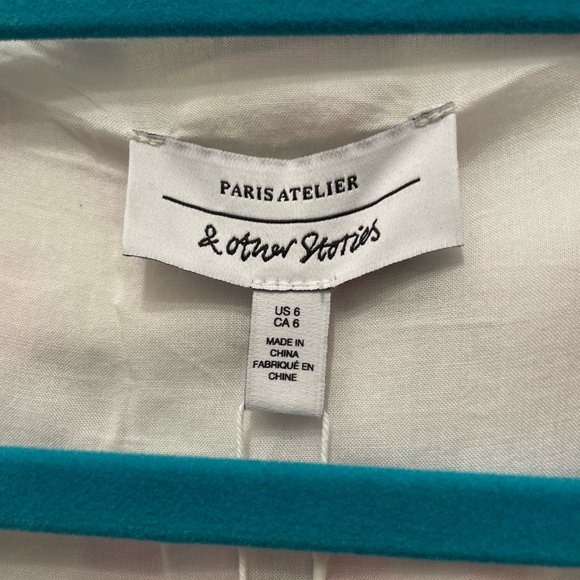 PARIS ATELIER
& other Stories
US 6
CA 6
MADE IN
CHINA
FABRIQUÉ EN
CHINE